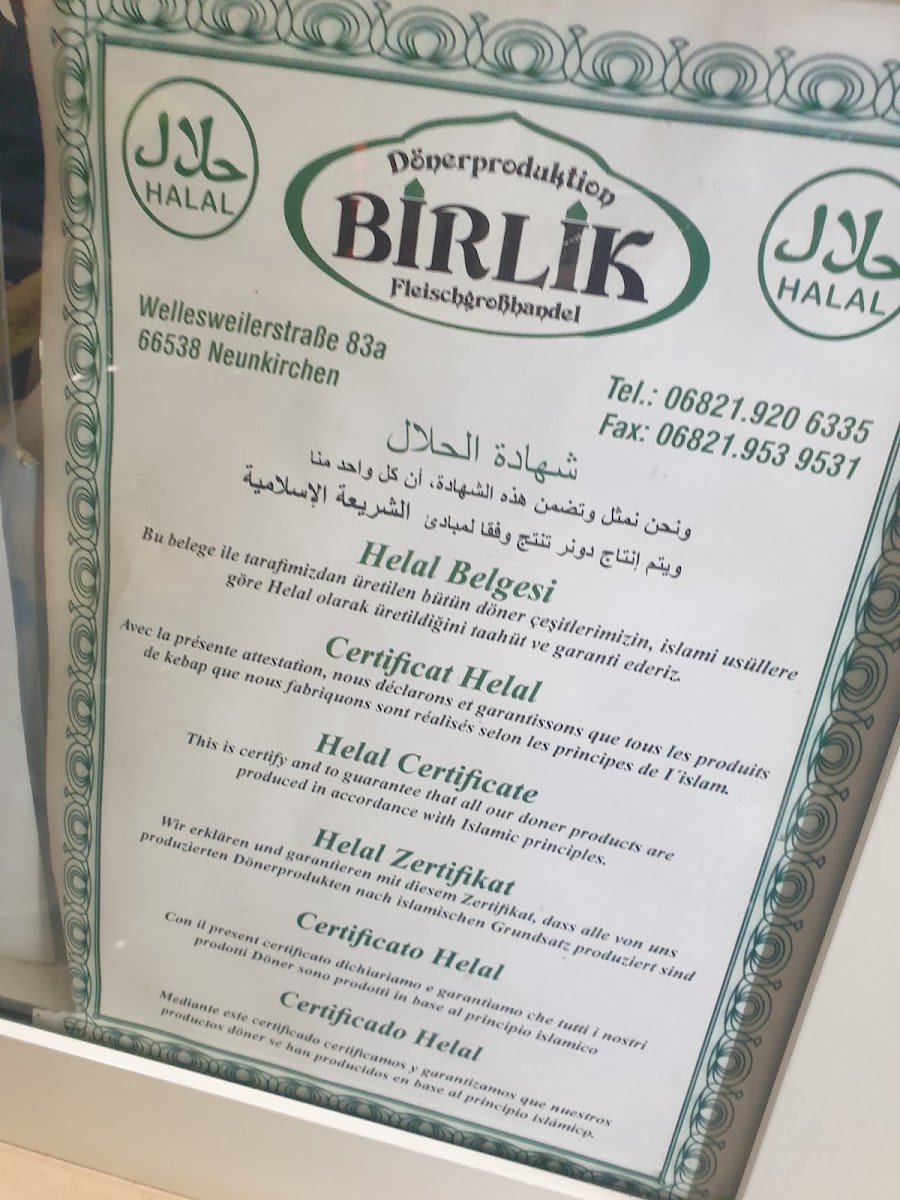 حلال
HALAL
Dönerproduktion
BİRLİK
Fleischgroßhandel
حلال
HALAL
Wellesweilerstraße 83a
66538 Neunkirchen
Tel.: 06821.920 6335
Fax: 06821.953 9531
شهادة الحلال
ونحن نمثل وتضمن هذه الشهادة، أن كل واحد منا
ويتم إنتاج دونر تنتج وفقا لمبادئ الشريعة الإسلامية
Helal Belgesi
Bu belege ile tarafimizdan üretilen bütün döner çeşitlerimizin, islami usüllere
göre Helal olarak üretildiğini taahüt ve garanti ederiz.
Certificat Helal
Avec la présente attestation, nous déclarons et garantissons que tous les produits
de kebap que nous fabriquons sont réalisés selon les principes de I´islam.
Helal Certificate
This is certify and to guarantee that all our doner products are
produced in accordance with Islamic principles.
Helal Zertifikat
Wir erklären und garantieren mit diesem Zertifikat, dass alle von uns
produzierten Dönerprodukten nach islamischen Grundsatz produziert sind
Certificato Helal
Con il present certificato dichiariamo e garantiamo che tutti i nostri
prodotti Döner sono prodotti in base al principio islamico
Certificado Helal
Mediante este certificado certificamos y garantizamos que nuestros
productos döner se han producidos en base al principio islámico.